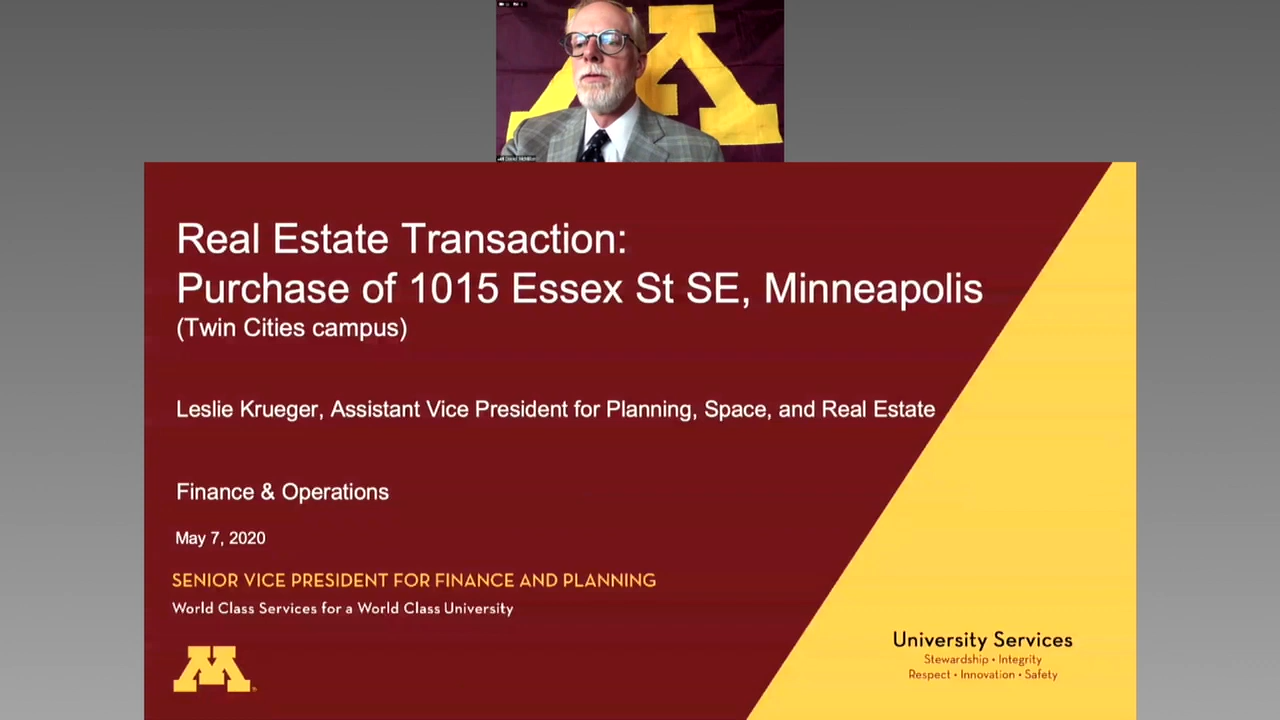 David McMillan
Real Estate Transaction:
Purchase of 1015 Essex St SE, Minneapolis
(Twin Cities campus)
Leslie Krueger, Assistant Vice President for Planning, Space, and Real Estate
Finance & Operations
May 7, 2020
SENIOR VICE PRESIDENT FOR FINANCE AND PLANNING
World Class Services for a World Class University
M
University Services
Stewardship • Integrity
Respect • Innovation • Safety